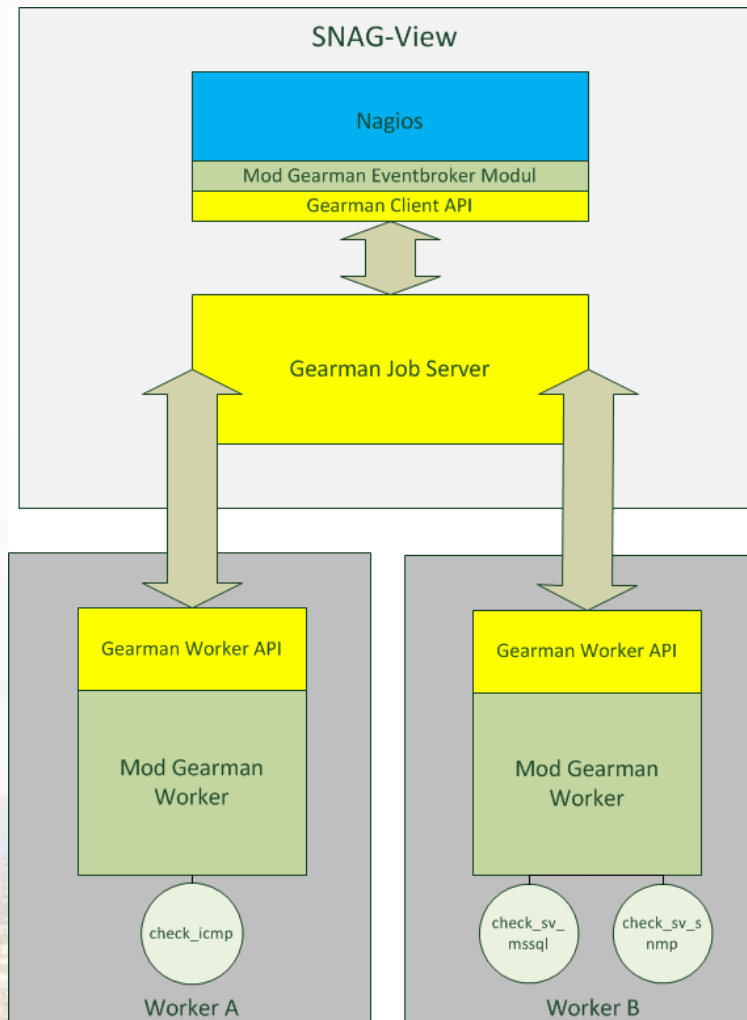 SNAG-View
Nagios
Mod Gearman Eventbroker Modul
Gearman Client API
Gearman Job Server
Gearman Worker API
Mod Gearman
Worker
check_icmp
Worker A
Gearman Worker API
Mod Gearman
Worker
check_sv_
mssql
check_sv_s
nmp
Worker B